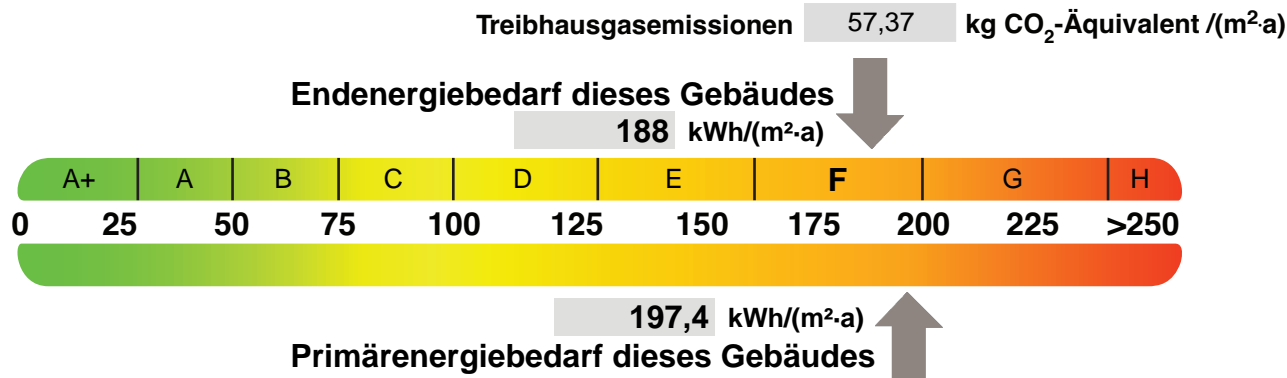 Treibhausgasemissionen 57,37 kg CO₂-Äquivalent /(m²·a)
Endenergiebedarf dieses Gebäudes
188 kWh/(m²·a)
A+ A B C D E F G H
0 25 50 75 100 125 150 175 200 225 >250
197,4 kWh/(m²·a)
Primärenergiebedarf dieses Gebäudes